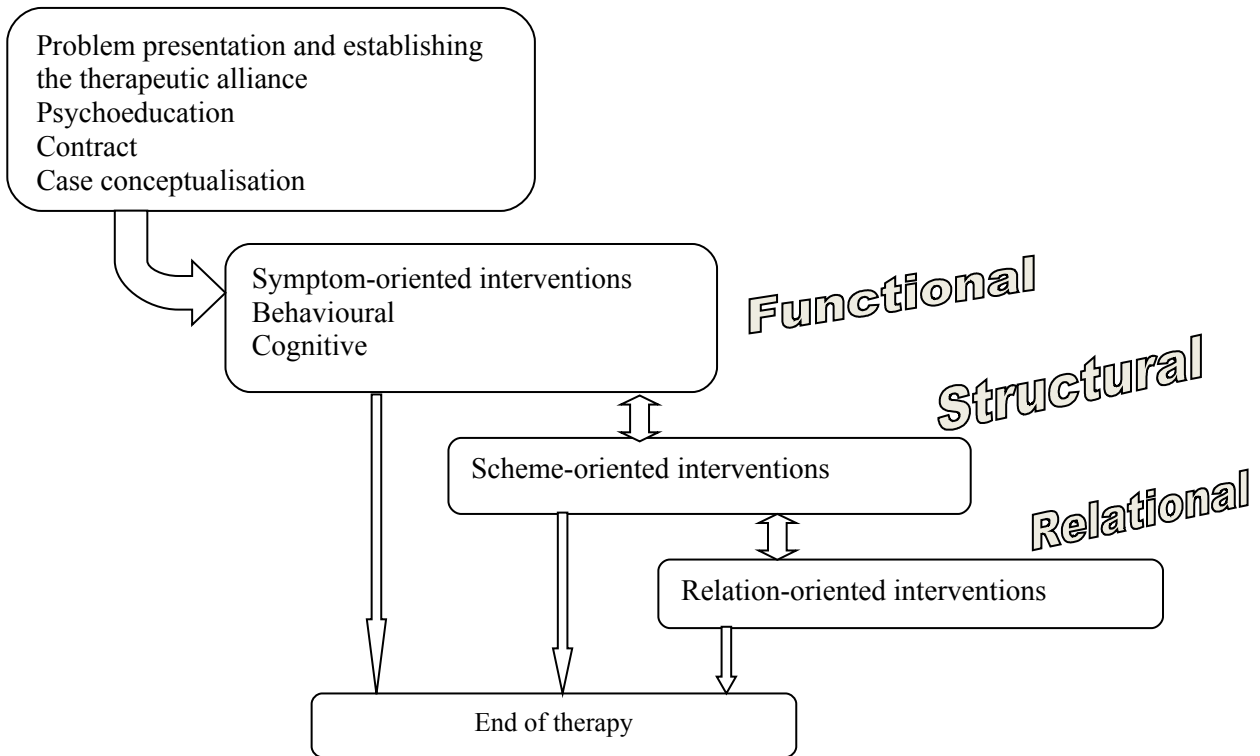 Problem presentation and establishing
the therapeutic alliance
Psychoeducation
Contract
Case conceptualisation
Symptom-oriented interventions
Behavioural
Cognitive
Functional
Structural
Scheme-oriented interventions
Relational
Relation-oriented interventions
End of therapy